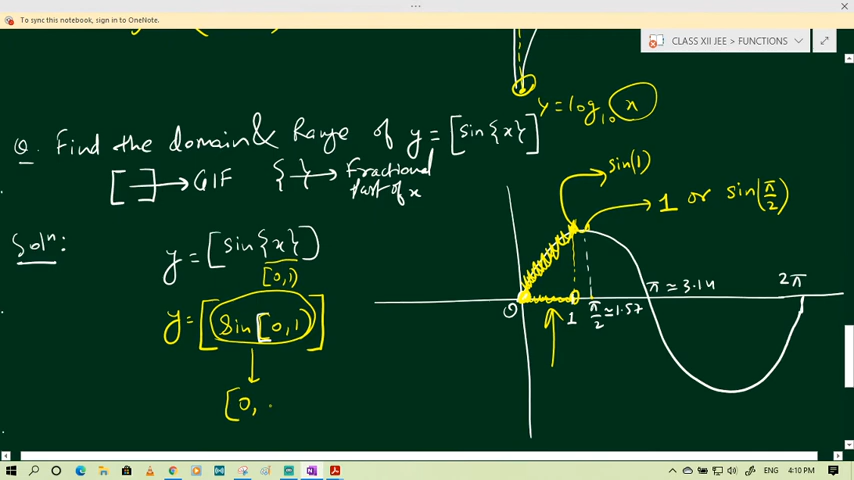 To sync this notebook, sign in to OneNote.
CLASS XII JEE > FUNCTIONS
y = log₁₀ x
Q. Find the domain & Range of y = [sin{x}]
[ ] → GIF { } → Fractional part of x
Solⁿ:
y = [sin{x}]
[0,1)
y = [sin[0,1)]
[0,
sin(1)
1 or sin(π/2)
O
1
π/2 ≃ 1.57
π ≃ 3.14
2π
ENG
4:10 PM